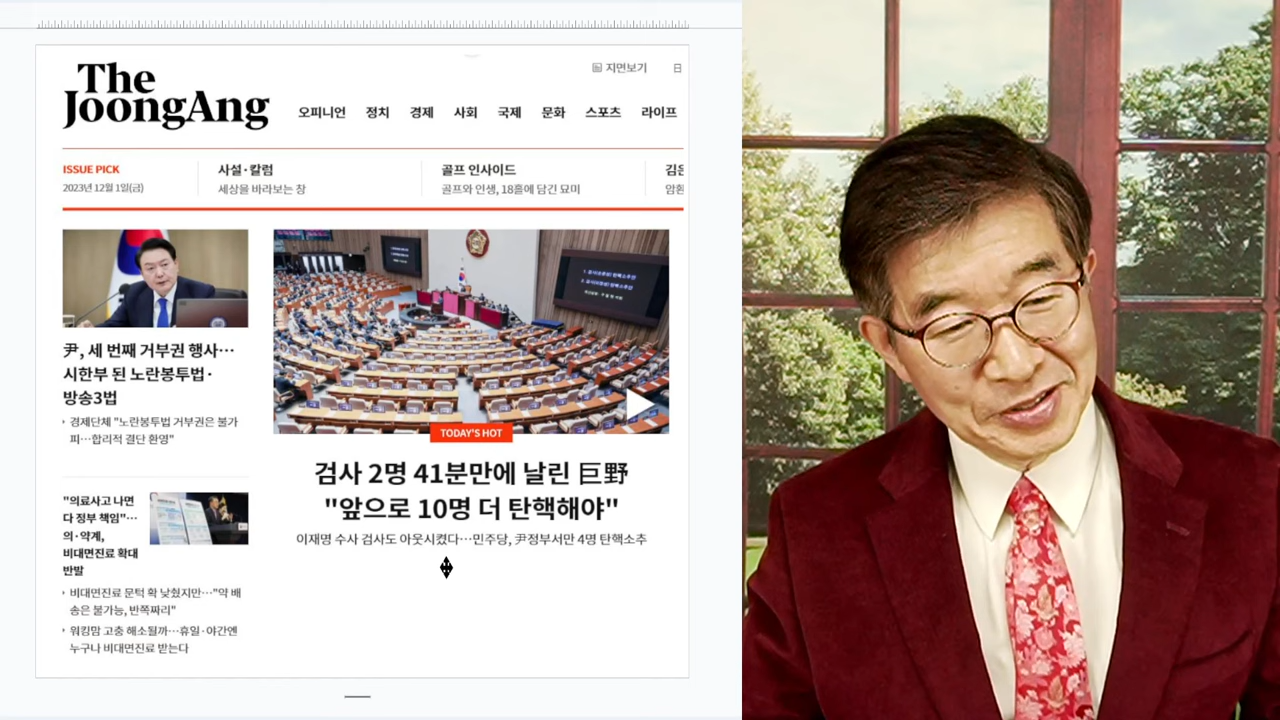 지면보기
The
JoongAng
오피니언 정치 경제 사회 국제 문화 스포츠 라이프
ISSUE PICK
2023년 12월 1일(금)
사설·칼럼
세상을 바라보는 창
골프 인사이드
골프와 인생, 18홀에 담긴 묘미
尹, 세 번째 거부권 행사…
시한부 된 노란봉투법·
방송3법
경제단체 "노란봉투법 거부권은 불가
피…합리적 결단 환영"
"의료사고 나면
다 정부 책임"…
의·약계,
비대면진료 확대
반발
비대면진료 문턱 확 낮췄지만…"약 배
송은 불가능, 반쪽짜리"
워킹맘 고충 해소될까…휴일·야간엔
누구나 비대면진료 받는다
TODAY'S HOT
검사 2명 41분만에 날린 巨野
"앞으로 10명 더 탄핵해야"
이재명 수사 검사도 아웃시켰다…민주당, 尹정부서만 4명 탄핵소추